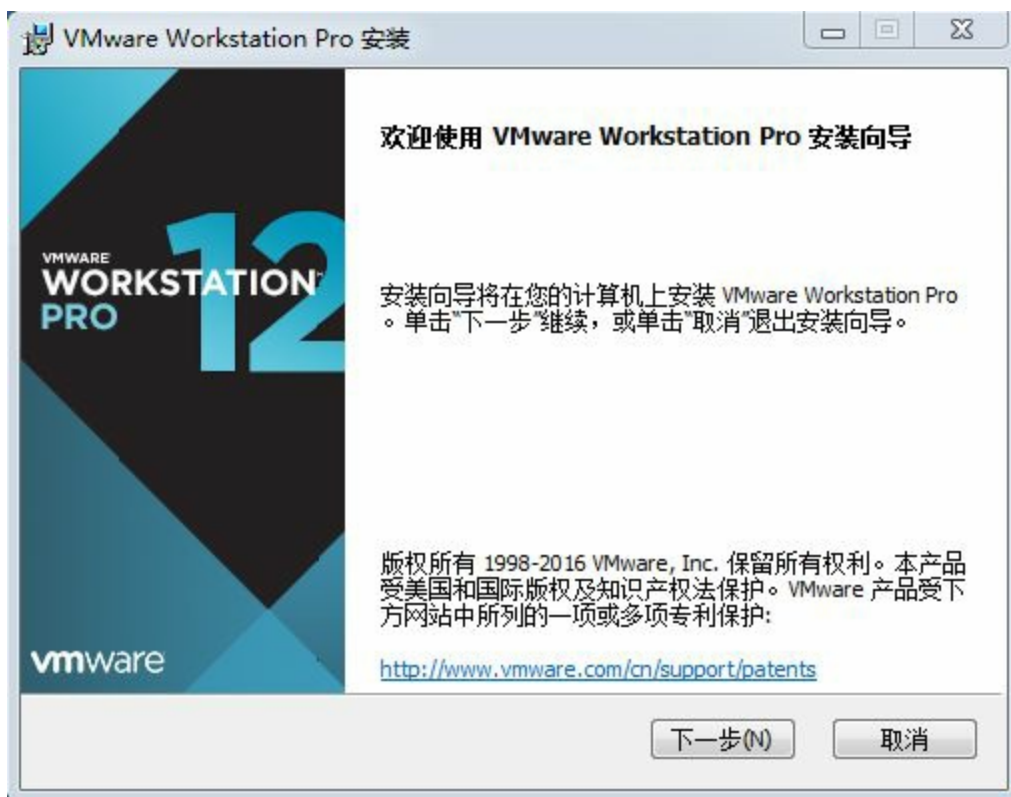 VMware Workstation Pro 安装
欢迎使用 VMware Workstation Pro 安装向导
VMWARE
WORKSTATION™
PRO
12
安装向导将在您的计算机上安装 VMware Workstation Pro
。单击"下一步"继续，或单击"取消"退出安装向导。
版权所有 1998-2016 VMware, Inc. 保留所有权利。本产品
受美国和国际版权及知识产权法保护。VMware 产品受下
方网站中所列的一项或多项专利保护:
http://www.vmware.com/cn/support/patents
vmware
下一步(N)
取消